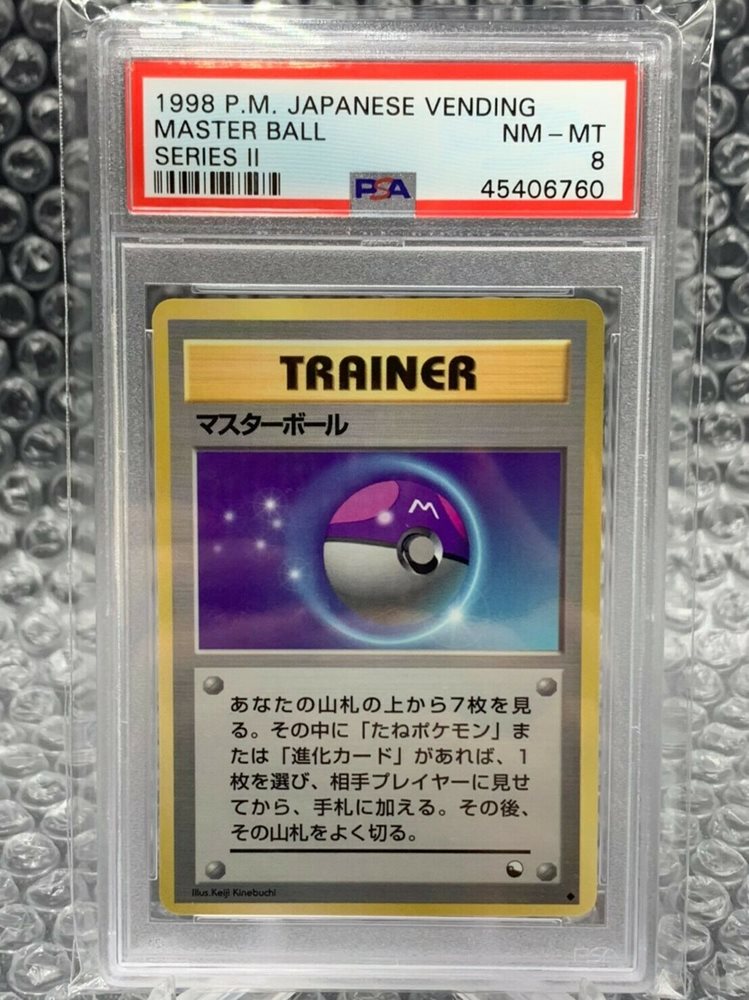 1998 P.M. JAPANESE VENDING
MASTER BALL NM-MT
SERIES II 8
PSA 45406760
TRAINER
マスターボール
M
あなたの山札の上から7枚を見
る。その中に「たねポケモン」ま
たは「進化カード」があれば、1
枚を選び、相手プレイヤーに見せ
てから、手札に加える。その後、
その山札をよく切る。
Illus.Keiji Kinebuchi
PSA